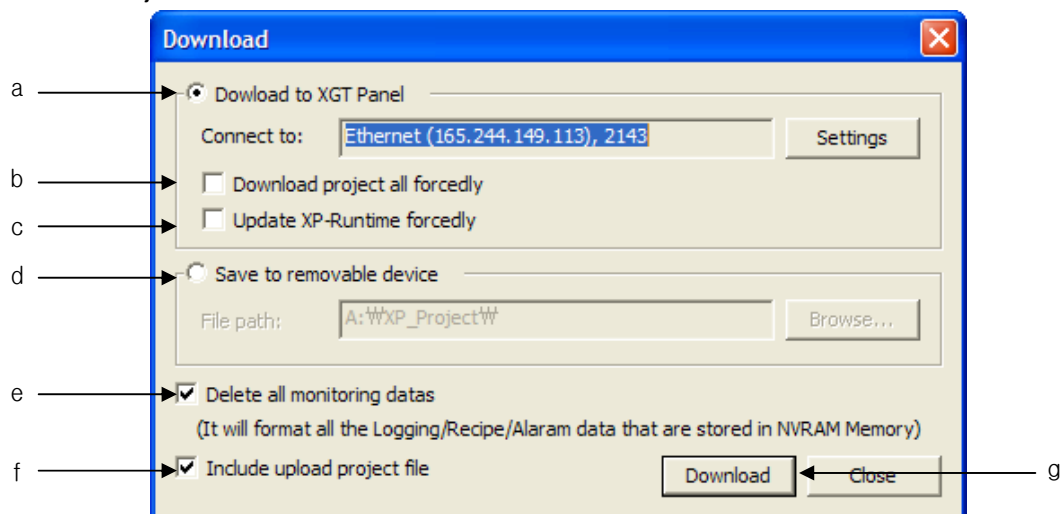 Download
a
Dowload to XGT Panel
Connect to: Ethernet (165.244.149.113), 2143 Settings
b
Download project all forcedly
c
Update XP-Runtime forcedly
d
Save to removable device
File path: A:₩XP_Project₩ Browse...
e
Delete all monitoring datas
(It will format all the Logging/Recipe/Alaram data that are stored in NVRAM Memory)
f
Include upload project file
Download Close
g